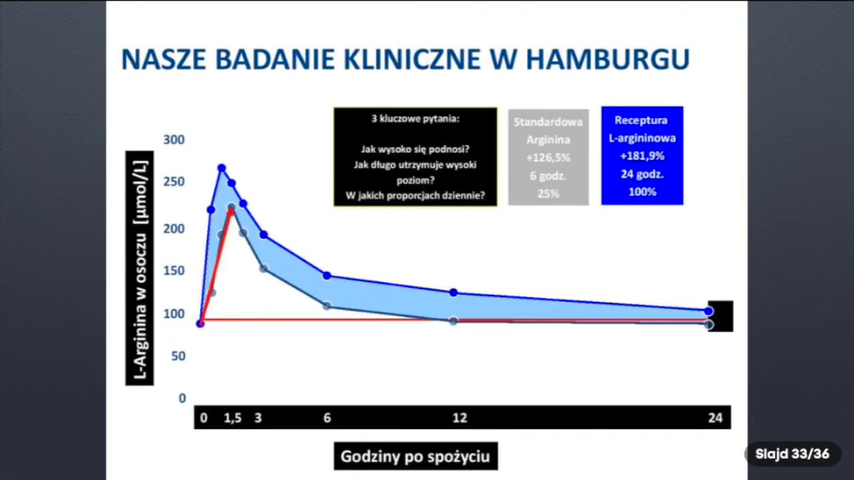 NASZE BADANIE KLINICZNE W HAMBURGU
3 kluczowe pytania:
Jak wysoko się podnosi?
Jak długo utrzymuje wysoki
poziom?
W jakich proporcjach dziennie?
Standardowa
Arginina
+126,5%
6 godz.
25%
Receptura
L-argininowa
+181,9%
24 godz.
100%
L-Arginina w osoczu [µmol/L]
300
250
200
150
100
50
0
0 1,5 3 6 12 24
Godziny po spożyciu
Slajd 33/36